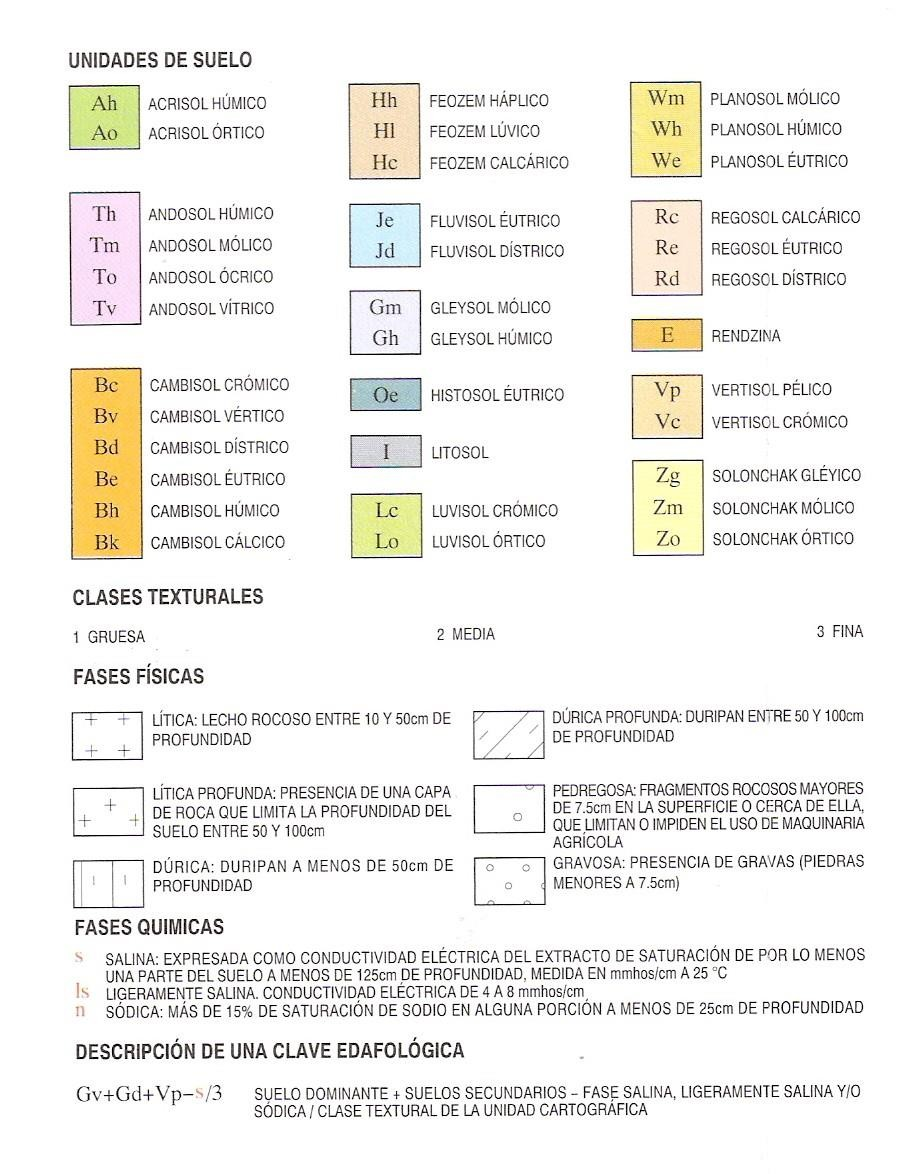 UNIDADES DE SUELO
Ah ACRISOL HÚMICO
Ao ACRISOL ÓRTICO
Th ANDOSOL HÚMICO
Tm ANDOSOL MÓLICO
To ANDOSOL ÓCRICO
Tv ANDOSOL VÍTRICO
Bc CAMBISOL CRÓMICO
Bv CAMBISOL VÉRTICO
Bd CAMBISOL DÍSTRICO
Be CAMBISOL ÉUTRICO
Bh CAMBISOL HÚMICO
Bk CAMBISOL CÁLCICO
Hh FEOZEM HÁPLICO
Hl FEOZEM LÚVICO
Hc FEOZEM CALCÁRICO
Je FLUVISOL ÉUTRICO
Jd FLUVISOL DÍSTRICO
Gm GLEYSOL MÓLICO
Gh GLEYSOL HÚMICO
Oe HISTOSOL ÉUTRICO
I LITOSOL
Lc LUVISOL CRÓMICO
Lo LUVISOL ÓRTICO
Wm PLANOSOL MÓLICO
Wh PLANOSOL HÚMICO
We PLANOSOL ÉUTRICO
Rc REGOSOL CALCÁRICO
Re REGOSOL ÉUTRICO
Rd REGOSOL DÍSTRICO
E RENDZINA
Vp VERTISOL PÉLICO
Vc VERTISOL CRÓMICO
Zg SOLONCHAK GLÉYICO
Zm SOLONCHAK MÓLICO
Zo SOLONCHAK ÓRTICO
CLASES TEXTURALES
1 GRUESA 2 MEDIA 3 FINA
FASES FÍSICAS
LÍTICA: LECHO ROCOSO ENTRE 10 Y 50cm DE
PROFUNDIDAD
LÍTICA PROFUNDA: PRESENCIA DE UNA CAPA
DE ROCA QUE LIMITA LA PROFUNDIDAD DEL
SUELO ENTRE 50 Y 100cm
DÚRICA: DURIPAN A MENOS DE 50cm DE
PROFUNDIDAD
DÚRICA PROFUNDA: DURIPAN ENTRE 50 Y 100cm
DE PROFUNDIDAD
PEDREGOSA: FRAGMENTOS ROCOSOS MAYORES
DE 7.5cm EN LA SUPERFICIE O CERCA DE ELLA,
QUE LIMITAN O IMPIDEN EL USO DE MAQUINARIA
AGRÍCOLA
GRAVOSA: PRESENCIA DE GRAVAS (PIEDRAS
MENORES A 7.5cm)
FASES QUIMICAS
s SALINA: EXPRESADA COMO CONDUCTIVIDAD ELÉCTRICA DEL EXTRACTO DE SATURACIÓN DE POR LO MENOS
UNA PARTE DEL SUELO A MENOS DE 125cm DE PROFUNDIDAD, MEDIDA EN mmhos/cm A 25 °C
ls LIGERAMENTE SALINA. CONDUCTIVIDAD ELÉCTRICA DE 4 A 8 mmhos/cm
n SÓDICA: MÁS DE 15% DE SATURACIÓN DE SODIO EN ALGUNA PORCIÓN A MENOS DE 25cm DE PROFUNDIDAD
DESCRIPCIÓN DE UNA CLAVE EDAFOLÓGICA
Gv+Gd+Vp–s/3 SUELO DOMINANTE + SUELOS SECUNDARIOS – FASE SALINA, LIGERAMENTE SALINA Y/O
SÓDICA / CLASE TEXTURAL DE LA UNIDAD CARTOGRÁFICA